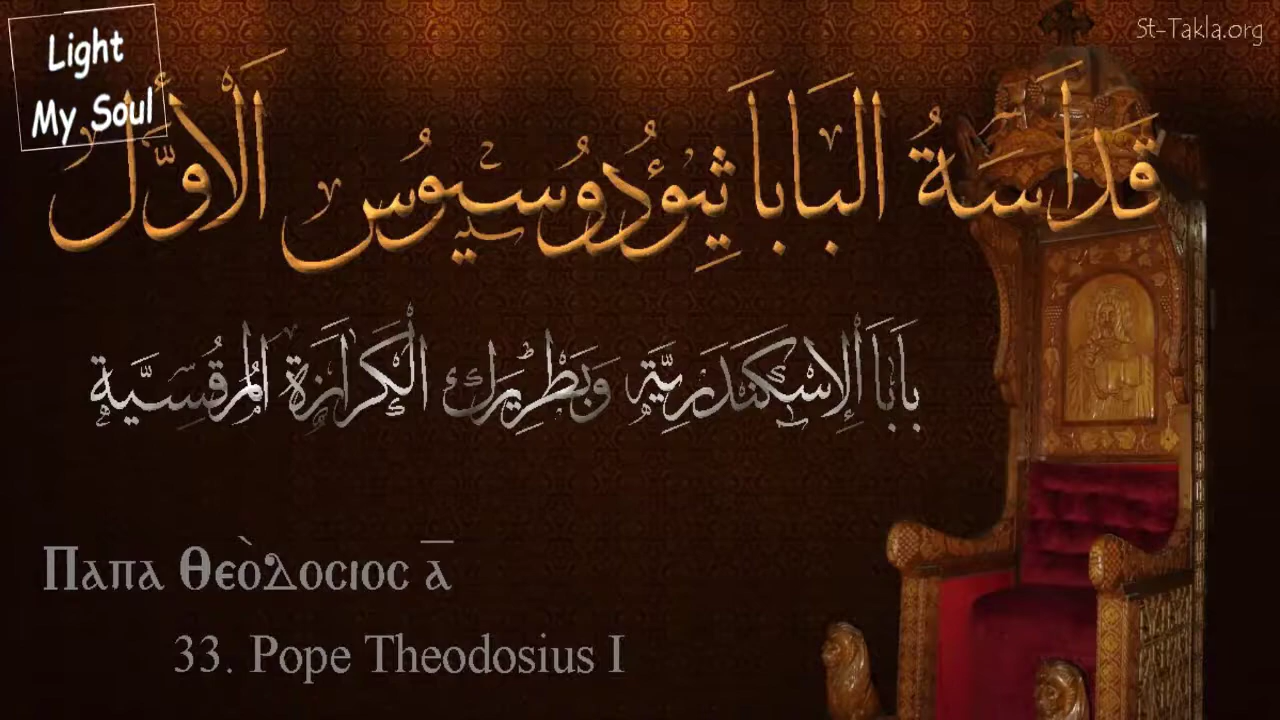 Light
My Soul
St-Takla.org
قداسة البابا ثيؤدوسيوس الأول
بابا الإسكندرية وبطريرك الكرازة المرقسية
Ⲡⲁⲡⲁ Ⲑⲉⲟ̀ⲇⲟⲥⲓⲟⲥ ⲁ̅
33. Pope Theodosius I